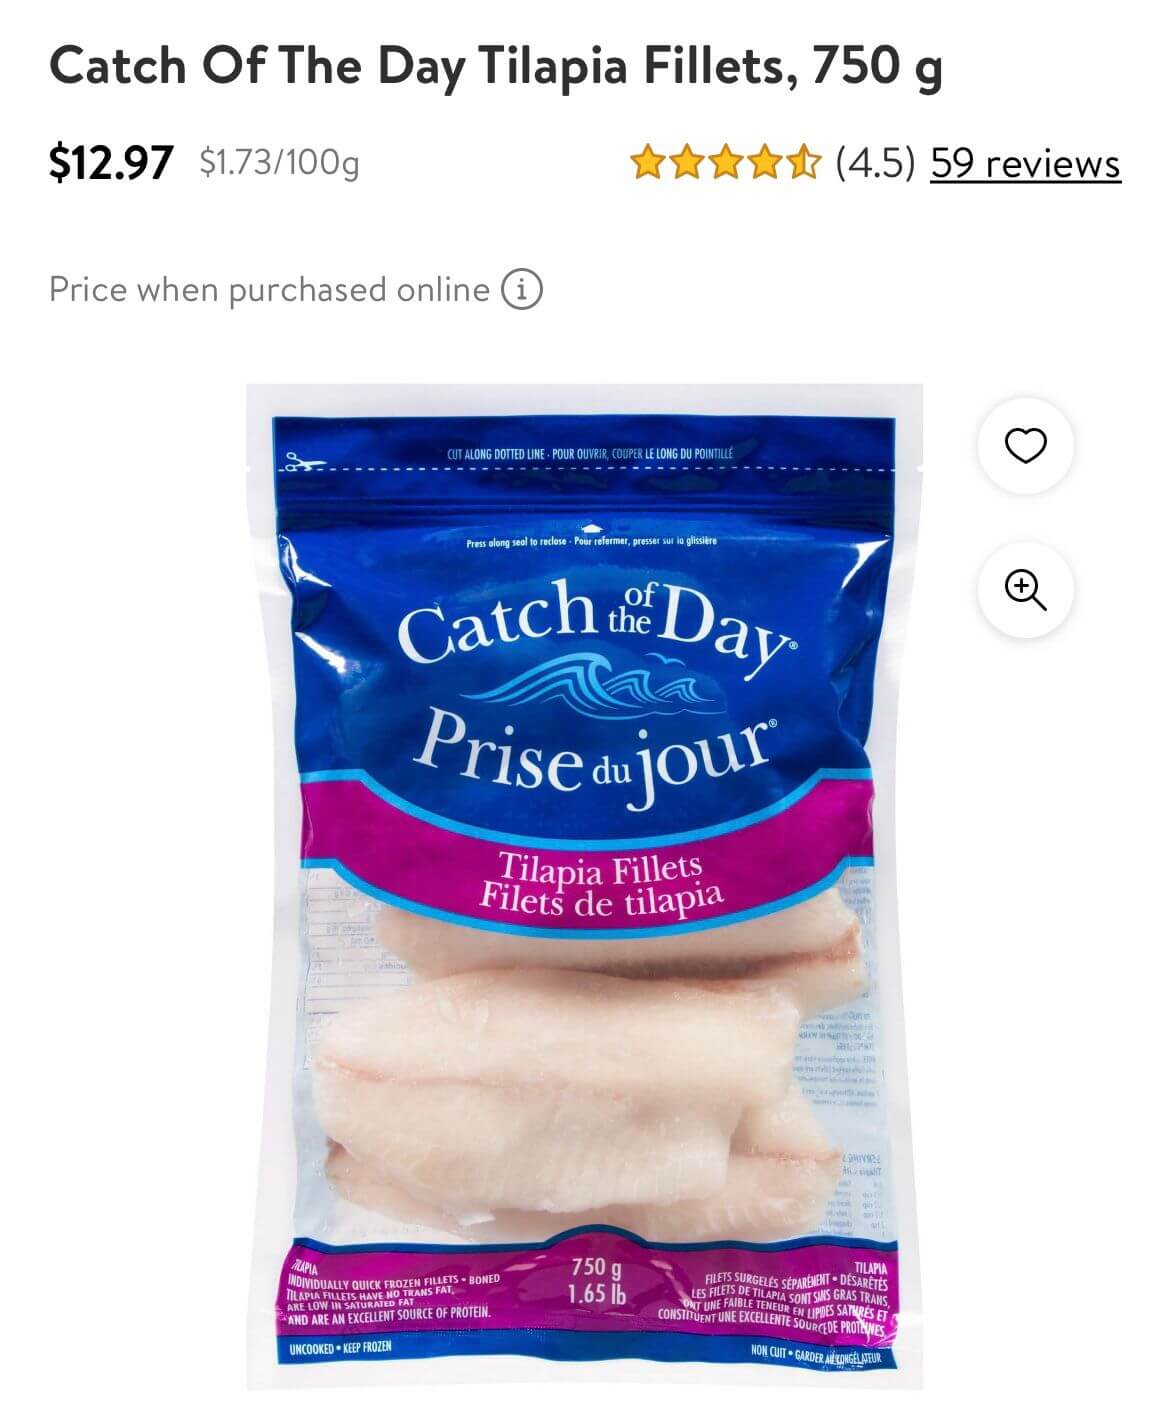 Catch Of The Day Tilapia Fillets, 750 g
$12.97 $1.73/100g (4.5) 59 reviews
Price when purchased online
CUT ALONG DOTTED LINE - POUR OUVRIR, COUPER LE LONG DU POINTILLÉ
Press along seal to reclose - Pour refermer, presser sur la glissière
Catch of the Day®
Prise du jour®
Tilapia Fillets
Filets de tilapia
TILAPIA
INDIVIDUALLY QUICK FROZEN FILLETS • BONED
TILAPIA FILLETS HAVE NO TRANS FAT,
ARE LOW IN SATURATED FAT
AND ARE AN EXCELLENT SOURCE OF PROTEIN.
UNCOOKED • KEEP FROZEN
750 g
1.65 lb
TILAPIA
FILETS SURGELÉS SÉPARÉMENT • DÉSARÊTÉS
LES FILETS DE TILAPIA SONT SANS GRAS TRANS,
ONT UNE FAIBLE TENEUR EN LIPIDES SATURÉS ET
CONSTITUENT UNE EXCELLENTE SOURCE DE PROTÉINES.
NON CUIT • GARDER AU CONGÉLATEUR